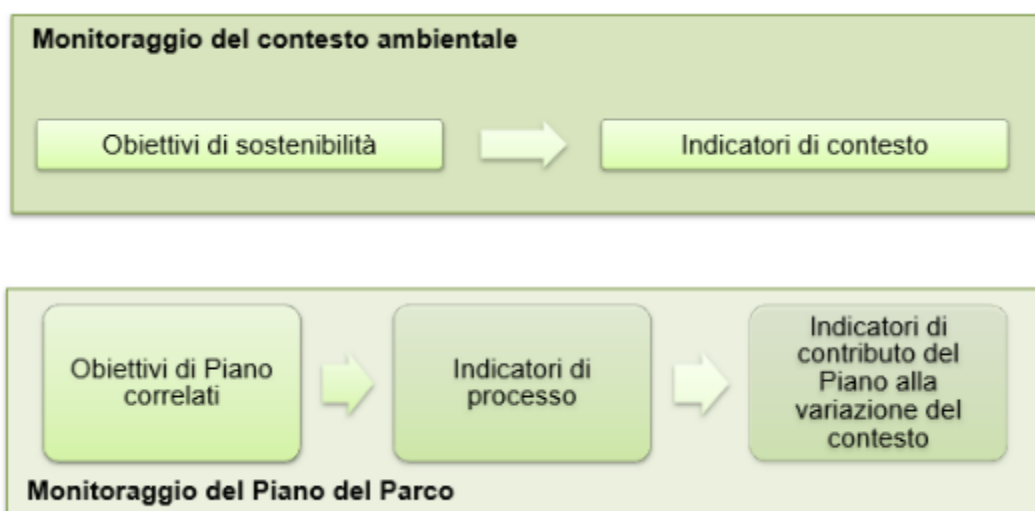 Monitoraggio del contesto ambientale
Obiettivi di sostenibilità
Indicatori di contesto
Obiettivi di Piano
correlati
Indicatori di
processo
Indicatori di
contributo del
Piano alla
variazione del
contesto
Monitoraggio del Piano del Parco